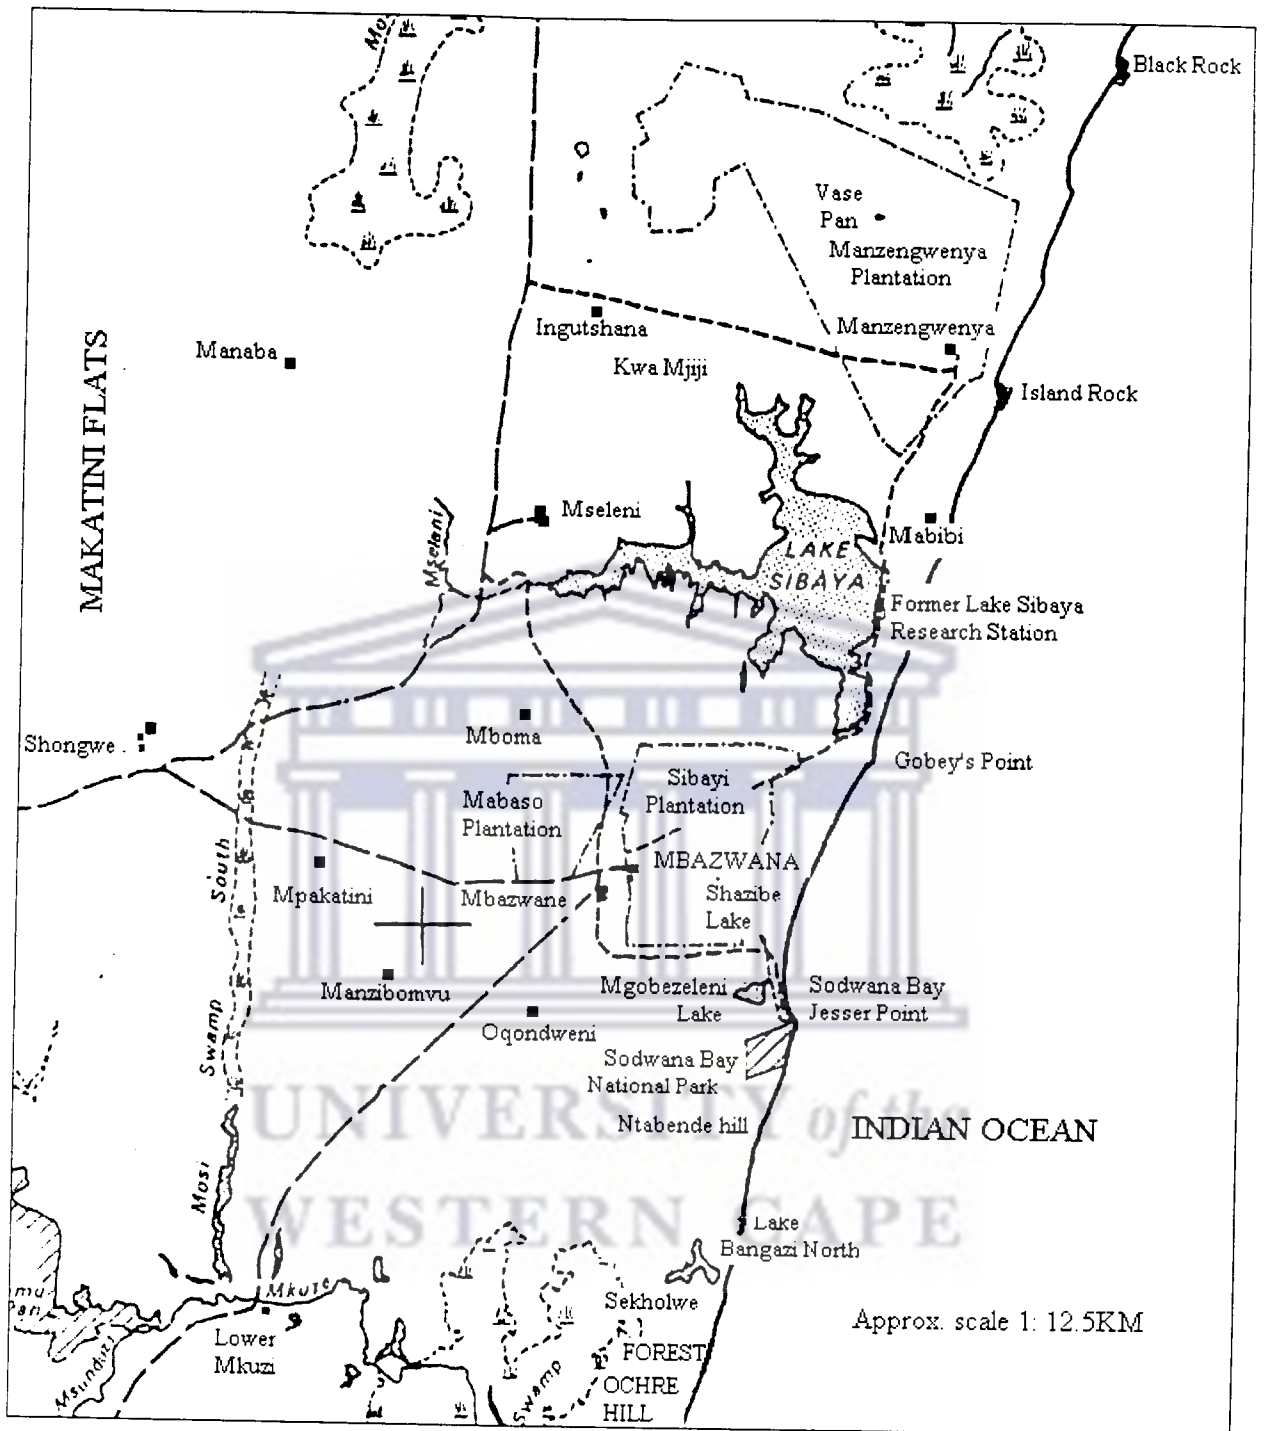 Black Rock
Vase
Pan
Manzengwenya
Plantation
Ingutshana
Manzengwenya
Manaba
Kwa Mjiji
Island Rock
MAKATINI FLATS
Mseleni
Mselani
Mabibi
LAKE
SIBAYA
Former Lake Sibaya
Research Station
Shongwe
Mboma
Gobey's Point
Sibayi
Plantation
Mabaso
Plantation
MBAZWANA
South
Mpakatini
Mbazwane
Shazibe
Lake
Manzibomvu
Mgobezeleni
Lake
Sodwana Bay
Jesser Point
Oqondweni
Swamp
Sodwana Bay
National Park
UNIVERSITY of the
Ntabende hill
INDIAN OCEAN
Mosi
WESTERN CAPE
Lake
Bangazi North
Sekholwe
Approx. scale 1: 12.5KM
Lower
Mkuzi
FOREST
Msunduzi
Swamp
OCHRE
HILL